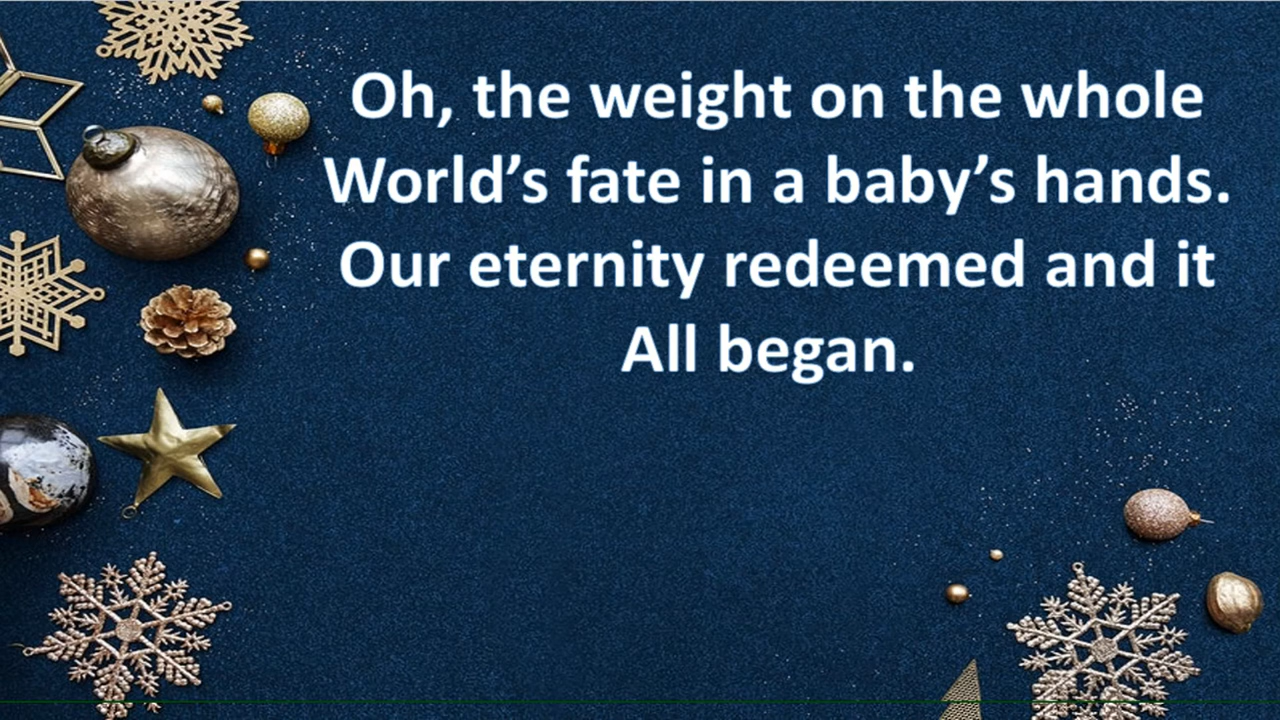 Oh, the weight on the whole
World’s fate in a baby’s hands.
Our eternity redeemed and it
All began.